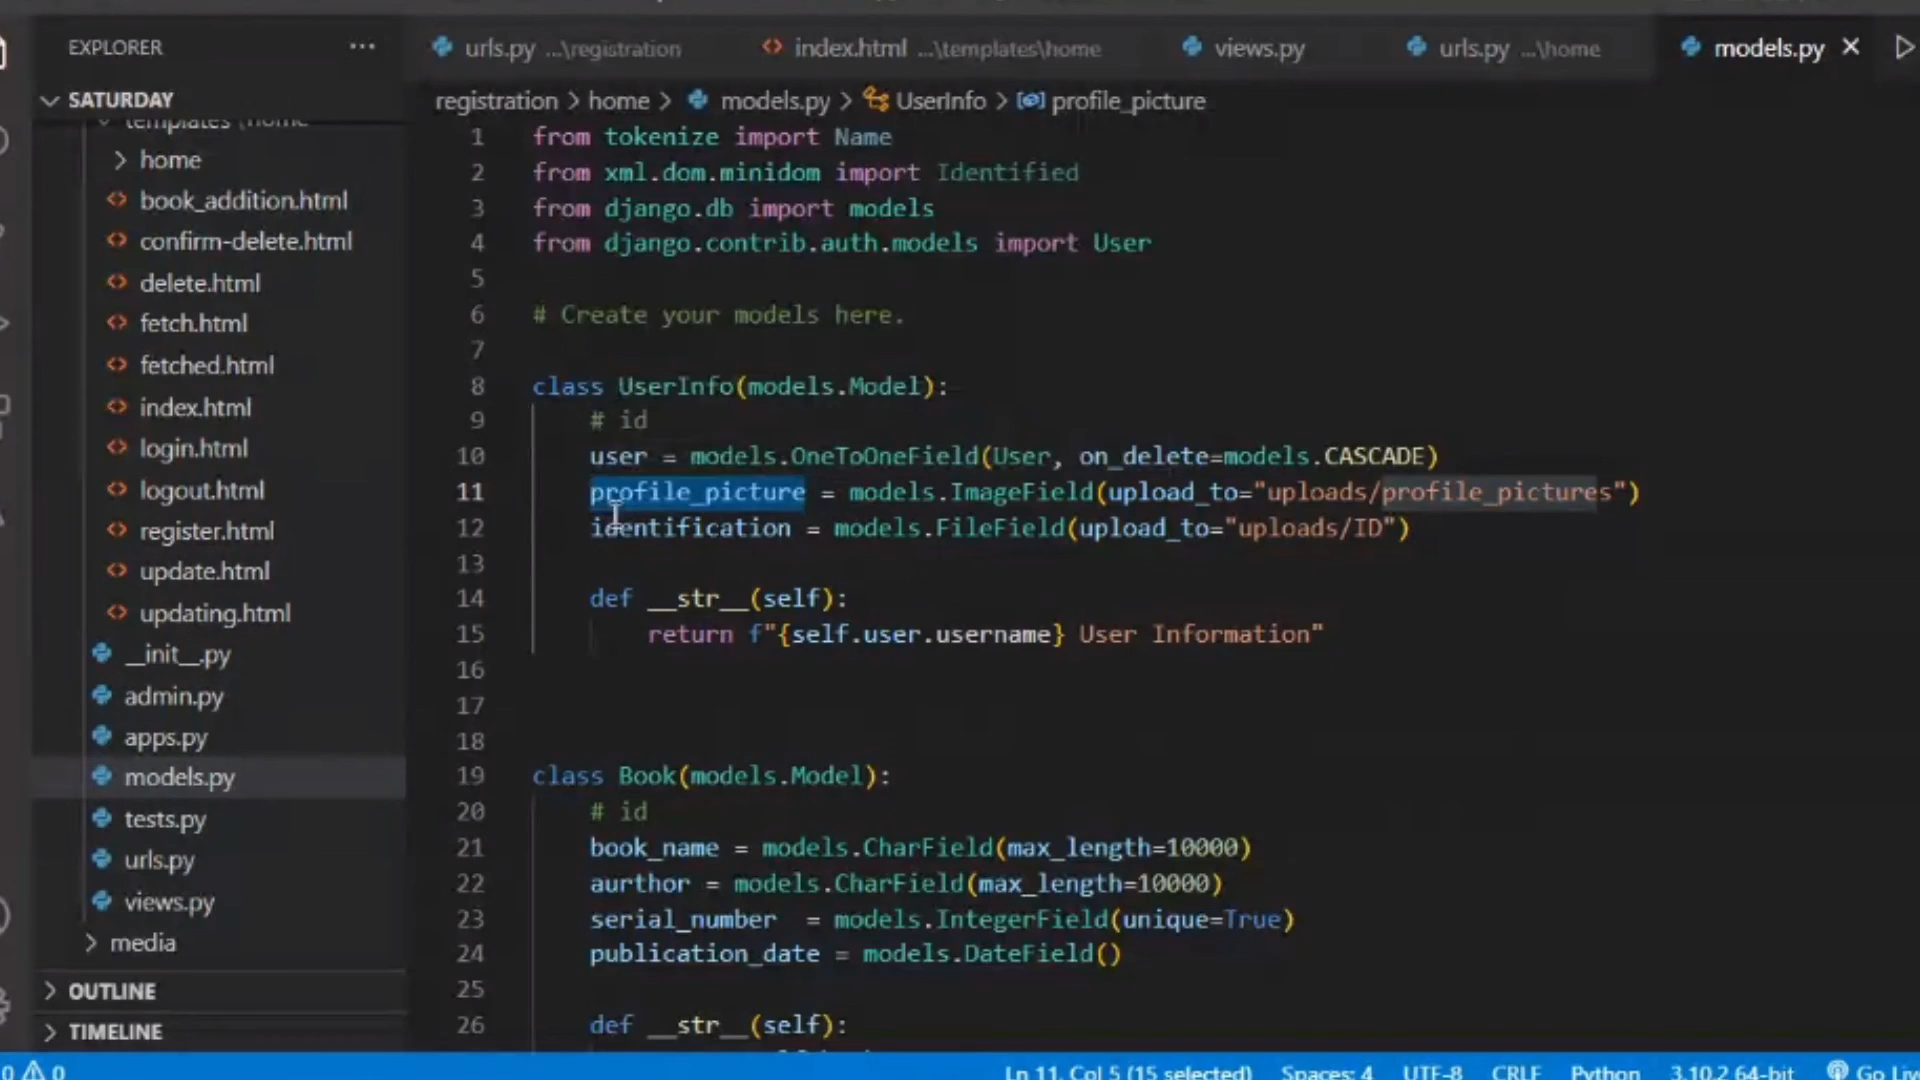 EXPLORER ...
SATURDAY
templates \home
home
book_addition.html
confirm-delete.html
delete.html
fetch.html
fetched.html
index.html
login.html
logout.html
register.html
update.html
updating.html
__init__.py
admin.py
apps.py
models.py
tests.py
urls.py
views.py
media
OUTLINE
TIMELINE
urls.py ...\registration index.html ...\templates\home views.py urls.py ...\home models.py
registration > home > models.py > UserInfo > profile_picture
1 from tokenize import Name
2 from xml.dom.minidom import Identified
3 from django.db import models
4 from django.contrib.auth.models import User
5
6 # Create your models here.
7
8 class UserInfo(models.Model):
9 # id
10 user = models.OneToOneField(User, on_delete=models.CASCADE)
11 profile_picture = models.ImageField(upload_to="uploads/profile_pictures")
12 identification = models.FileField(upload_to="uploads/ID")
13
14 def __str__(self):
15 return f"{self.user.username} User Information"
16
17
18
19 class Book(models.Model):
20 # id
21 book_name = models.CharField(max_length=10000)
22 aurthor = models.CharField(max_length=10000)
23 serial_number = models.IntegerField(unique=True)
24 publication_date = models.DateField()
25
26 def __str__(self):
0 0 Ln 11, Col 5 (15 selected) Spaces: 4 UTF-8 CRLF Python 3.10.2 64-bit Go Liv